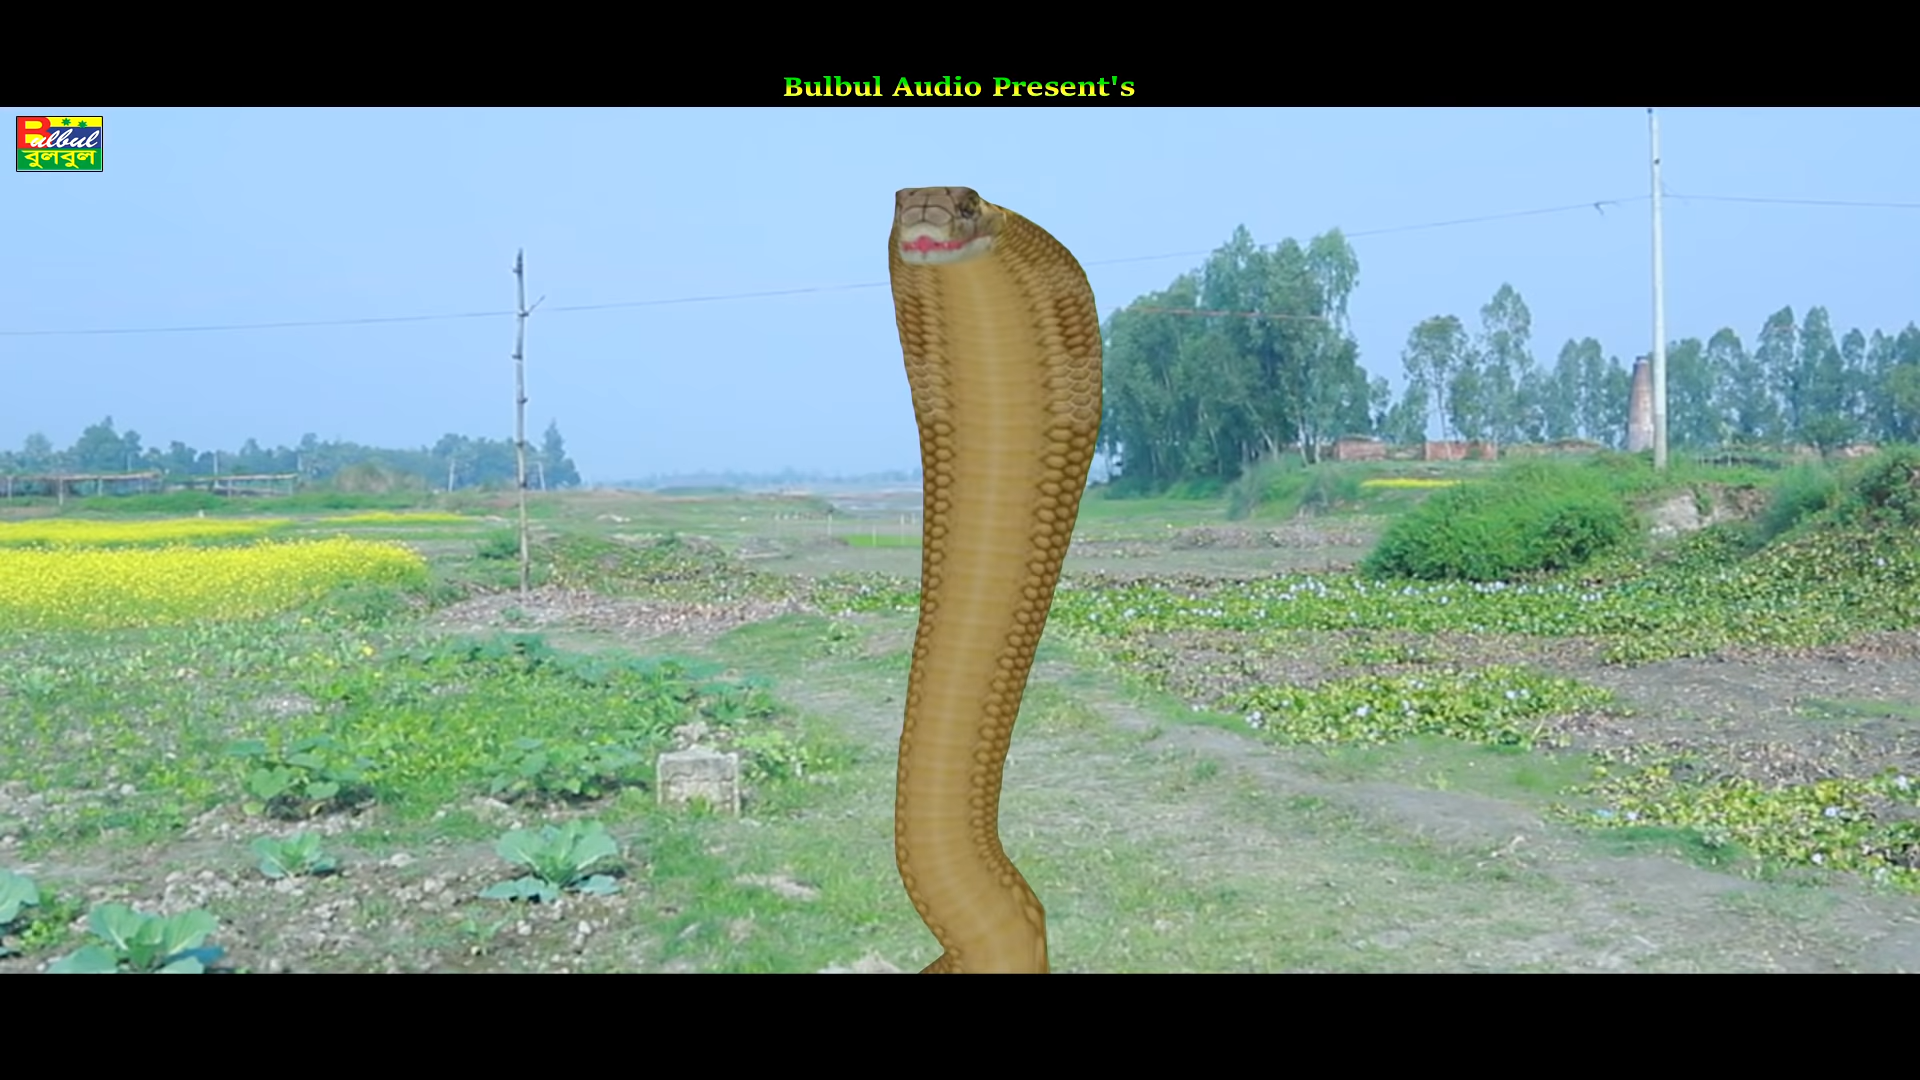 Bulbul Audio Present's
Bulbul
বুলবুল